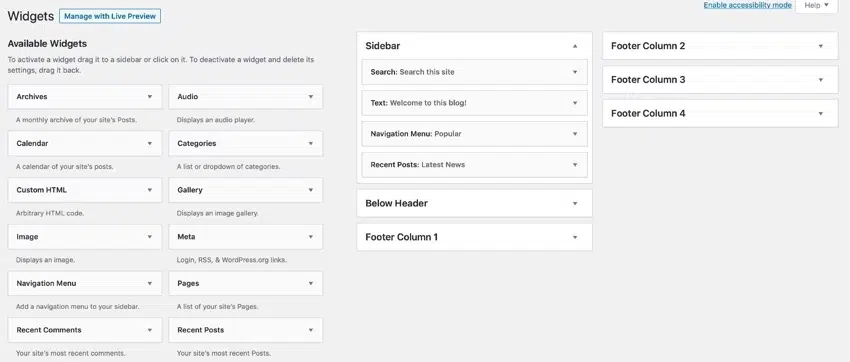 Widgets
Manage with Live Preview
Enable accessibility mode
Help
Available Widgets
To activate a widget drag it to a sidebar or click on it. To deactivate a widget and delete its
settings, drag it back.
Archives
Audio
A monthly archive of your site's Posts.
Displays an audio player.
Calendar
Categories
A calendar of your site's posts.
A list or dropdown of categories.
Custom HTML
Gallery
Arbitrary HTML code.
Displays an image gallery.
Image
Meta
Displays an image.
Login, RSS, & WordPress.org links.
Navigation Menu
Pages
Add a navigation menu to your sidebar.
A list of your site's Pages.
Recent Comments
Recent Posts
Your site's most recent comments.
Your site's most recent Posts.
Sidebar
Search: Search this site
Text: Welcome to this blog!
Navigation Menu: Popular
Recent Posts: Latest News
Below Header
Footer Column 1
Footer Column 2
Footer Column 3
Footer Column 4